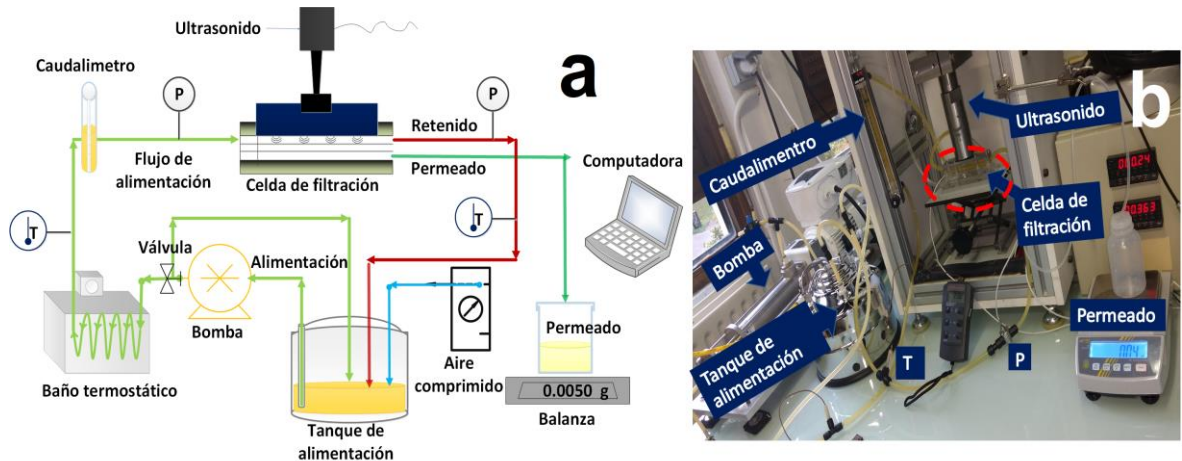 Ultrasonido
a
Caudalimetro
P
P
Retenido
Flujo de
alimentación
Celda de filtración
Permeado
Computadora
T
T
Válvula
Alimentación
Bomba
Baño termostático
Tanque de
alimentación
Aire
comprimido
Permeado
0.0050 g
Balanza
b
Ultrasonido
Caudalimentro
Celda de
filtración
Bomba
Tanque de
alimentación
T
P
Permeado